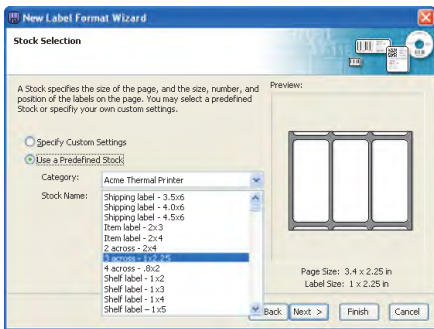 New Label Format Wizard
Stock Selection
A Stock specifies the size of the page, and the size, number, and
position of the labels on the page. You may select a predefined
Stock or specifiy your own custom settings.
Preview:
Specify Custom
Settings
Use a Predefined
Stock
Category:
Acme Thermal Printer
Stock Name:
Shipping label - 3.5x6
Shipping label - 4.0x6
Shipping label - 4.5x6
Item label - 2x3
Item label - 2x4
2 across - 2x4
3 across - 1x2.25
4 across - .8x2
Shelf label - 1x2
Shelf label - 1x3
Shelf label - 1x4
Shelf label - 1x5
Page Size: 3.4 x 2.25 in
Label Size: 1 x 2.25 in
Back
Next >
Finish
Cancel